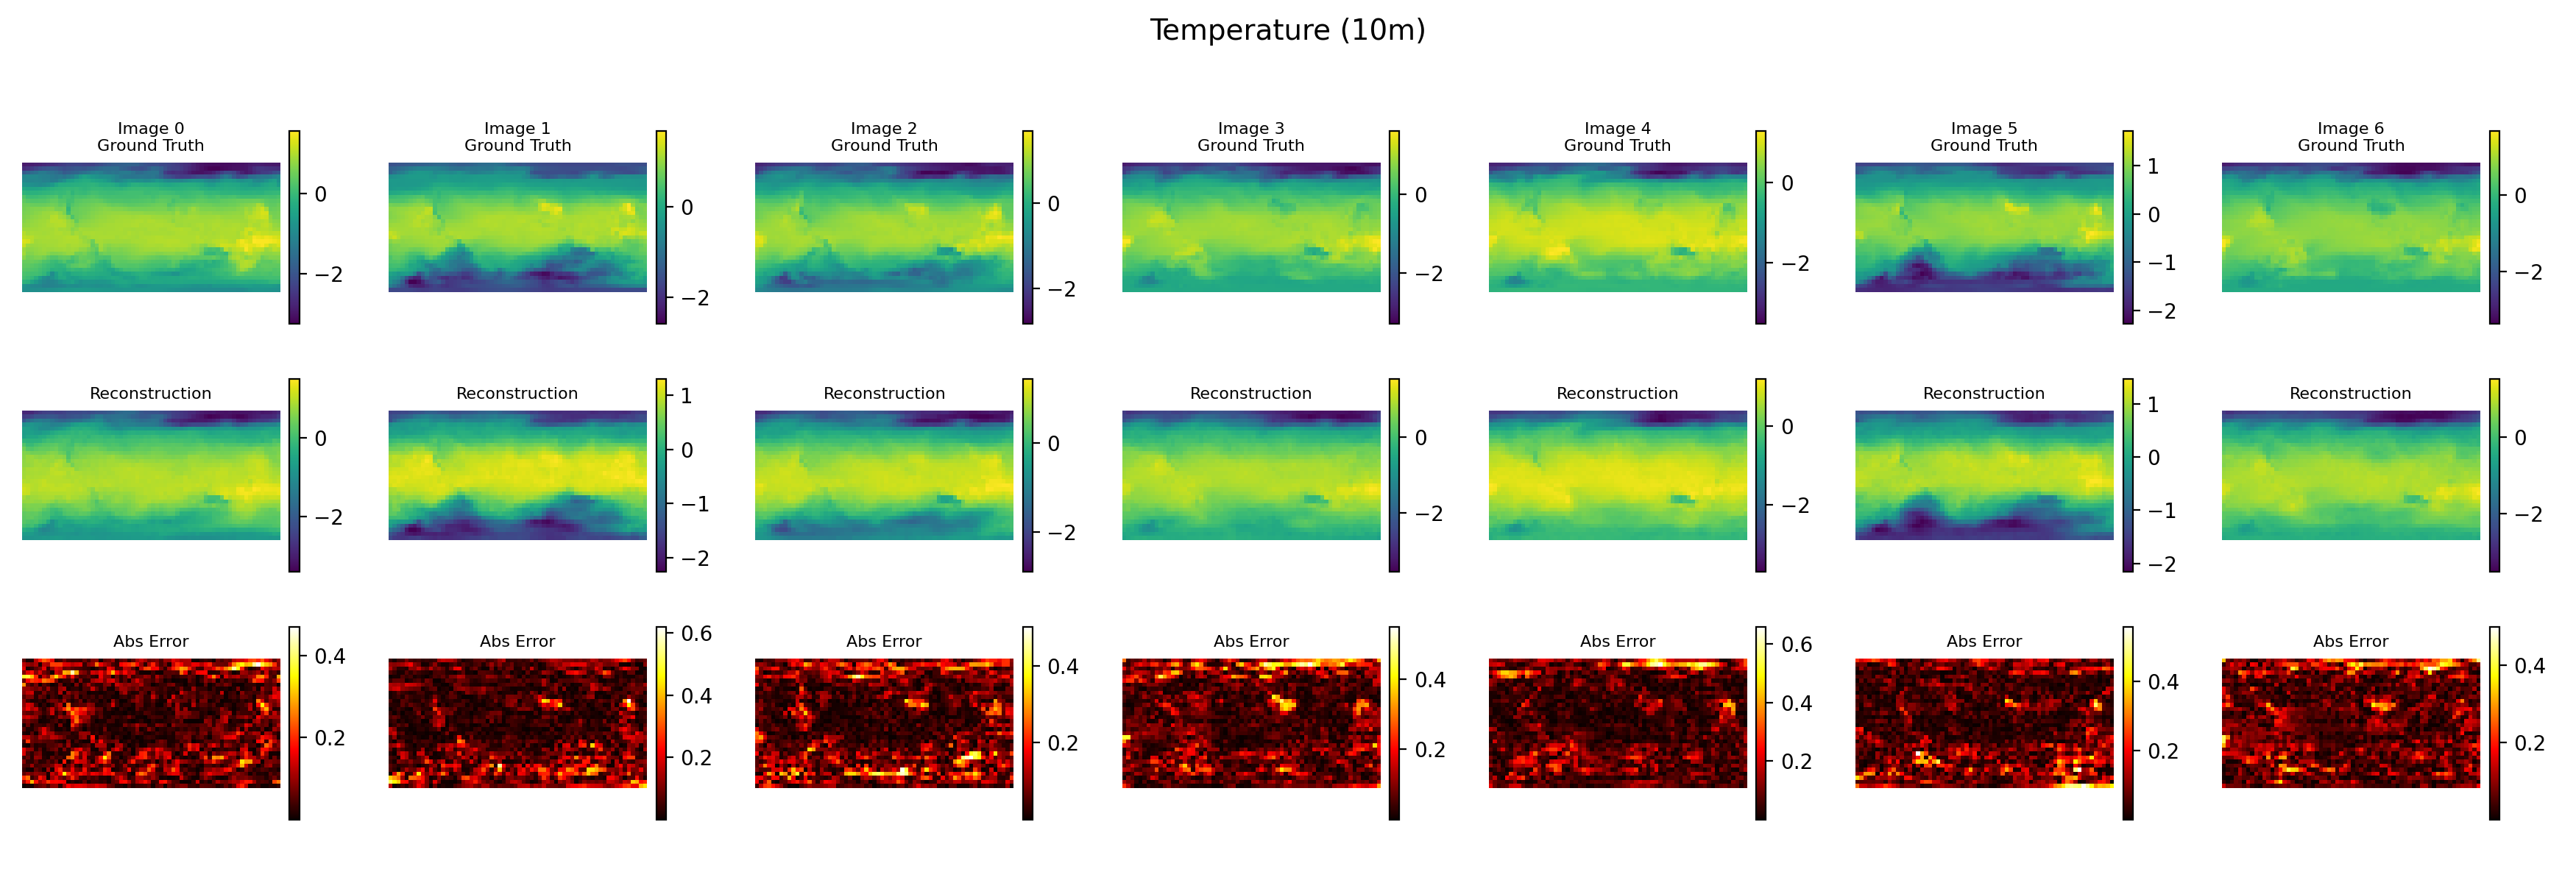 Temperature (10m)
Image 0
Ground Truth
0
−2
Image 1
Ground Truth
0
−2
Image 2
Ground Truth
0
−2
Image 3
Ground Truth
0
−2
Image 4
Ground Truth
0
−2
Image 5
Ground Truth
1
0
−1
−2
Image 6
Ground Truth
0
−2
Reconstruction
0
−2
Reconstruction
1
0
−1
−2
Reconstruction
0
−2
Reconstruction
0
−2
Reconstruction
0
−2
Reconstruction
1
0
−1
−2
Reconstruction
0
−2
Abs Error
0.4
0.2
Abs Error
0.6
0.4
0.2
Abs Error
0.4
0.2
Abs Error
0.4
0.2
Abs Error
0.6
0.4
0.2
Abs Error
0.4
0.2
Abs Error
0.4
0.2